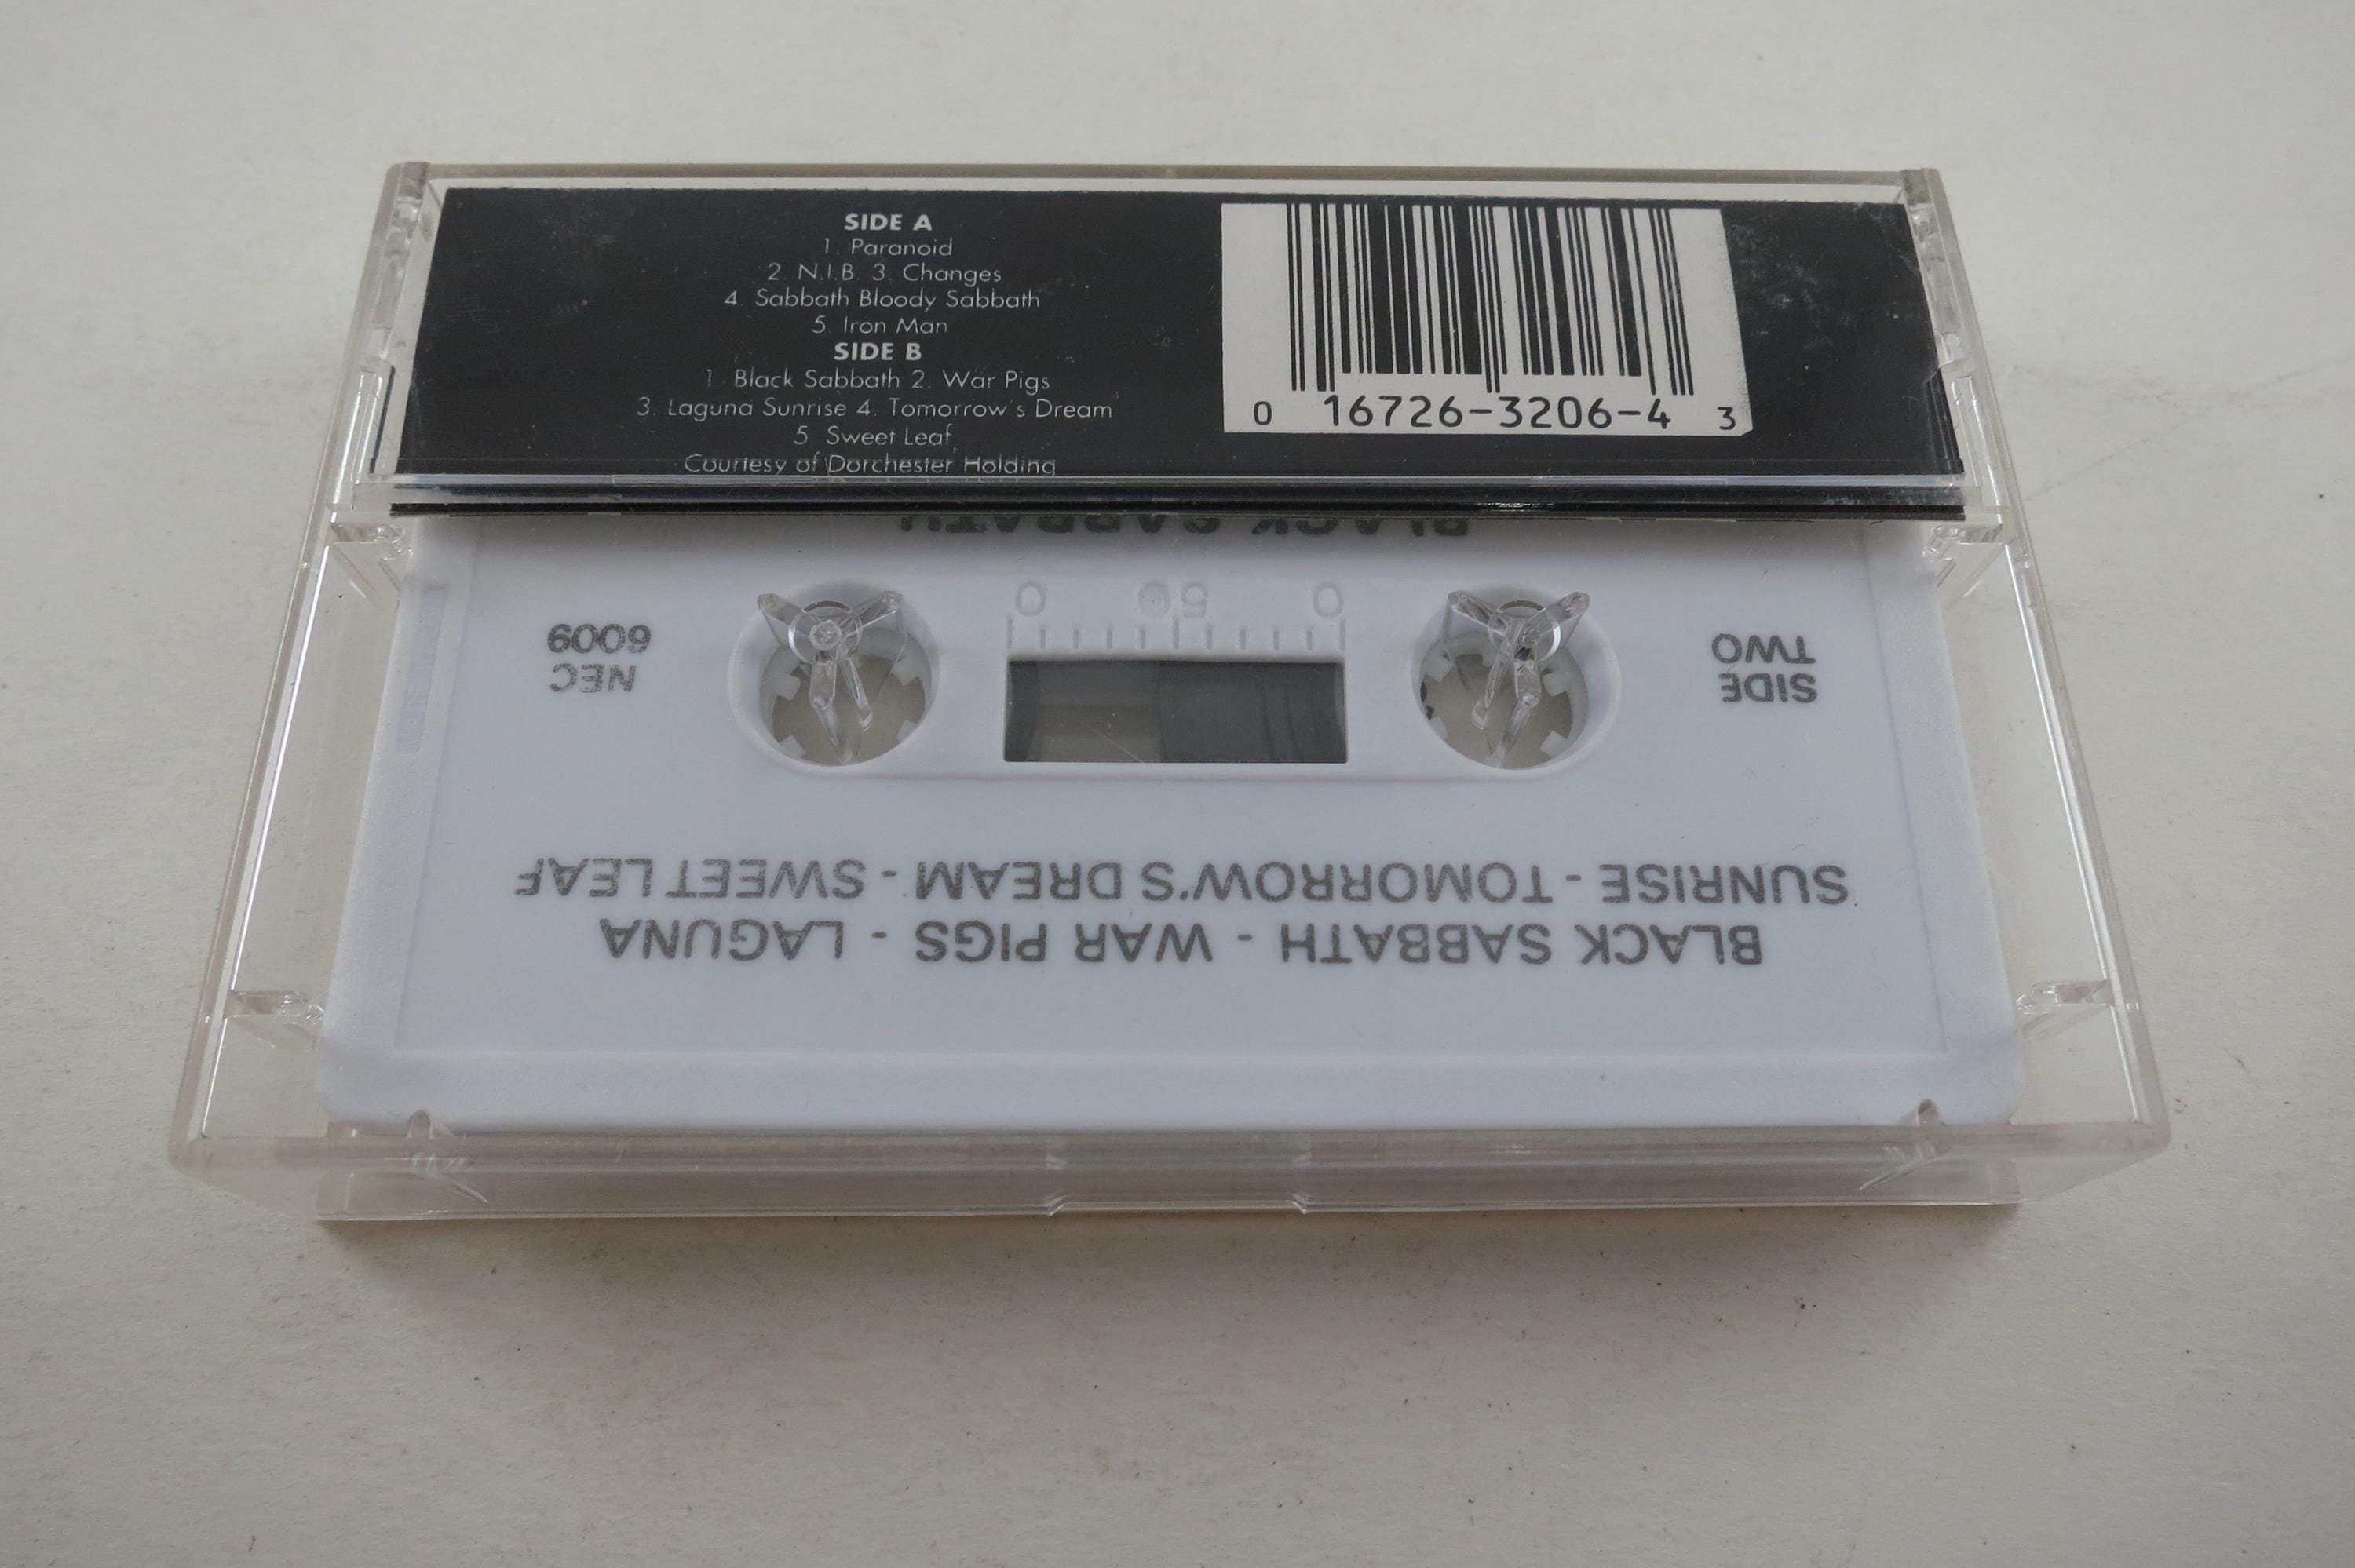 SIDE A
1. Paranoid
2. N.I.B. 3. Changes
4. Sabbath Bloody Sabbath
5. Iron Man
SIDE B
1. Black Sabbath 2. War Pigs
3. Laguna Sunrise 4. Tomorrow's Dream
5. Sweet Leaf,
Courtesy of Dorchester Holding
0 16726-3206-4 3
BLACK SABBATH - WAR PIGS - LAGUNA
SUNRISE - TOMORROW'S DREAM - SWEET LEAF
SIDE
TWO
NEC
6009
0 50 0
BLACK SABBATH